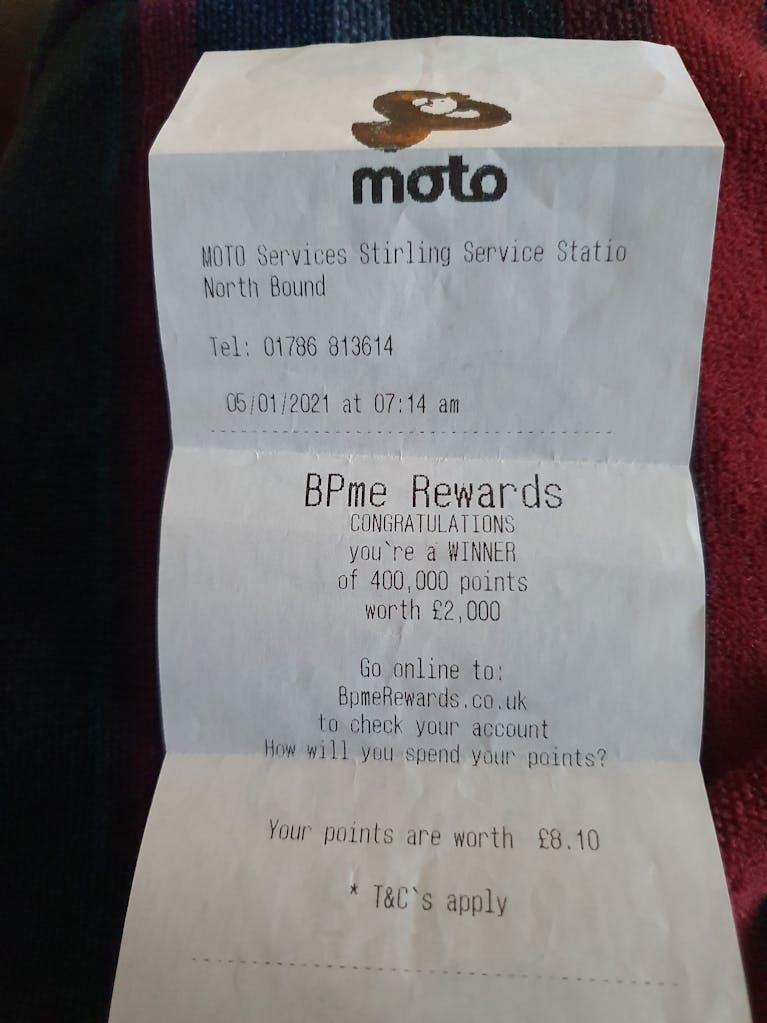 moto
MOTO Services Stirling Service Statio
North Bound
Tel: 01786 813614
05/01/2021 at 07:14 am
BPme Rewards
CONGRATULATIONS
you`re a WINNER
of 400,000 points
worth £2,000
Go online to:
BpmeRewards.co.uk
to check your account
How will you spend your points?
Your points are worth £8.10
* T&C`s apply